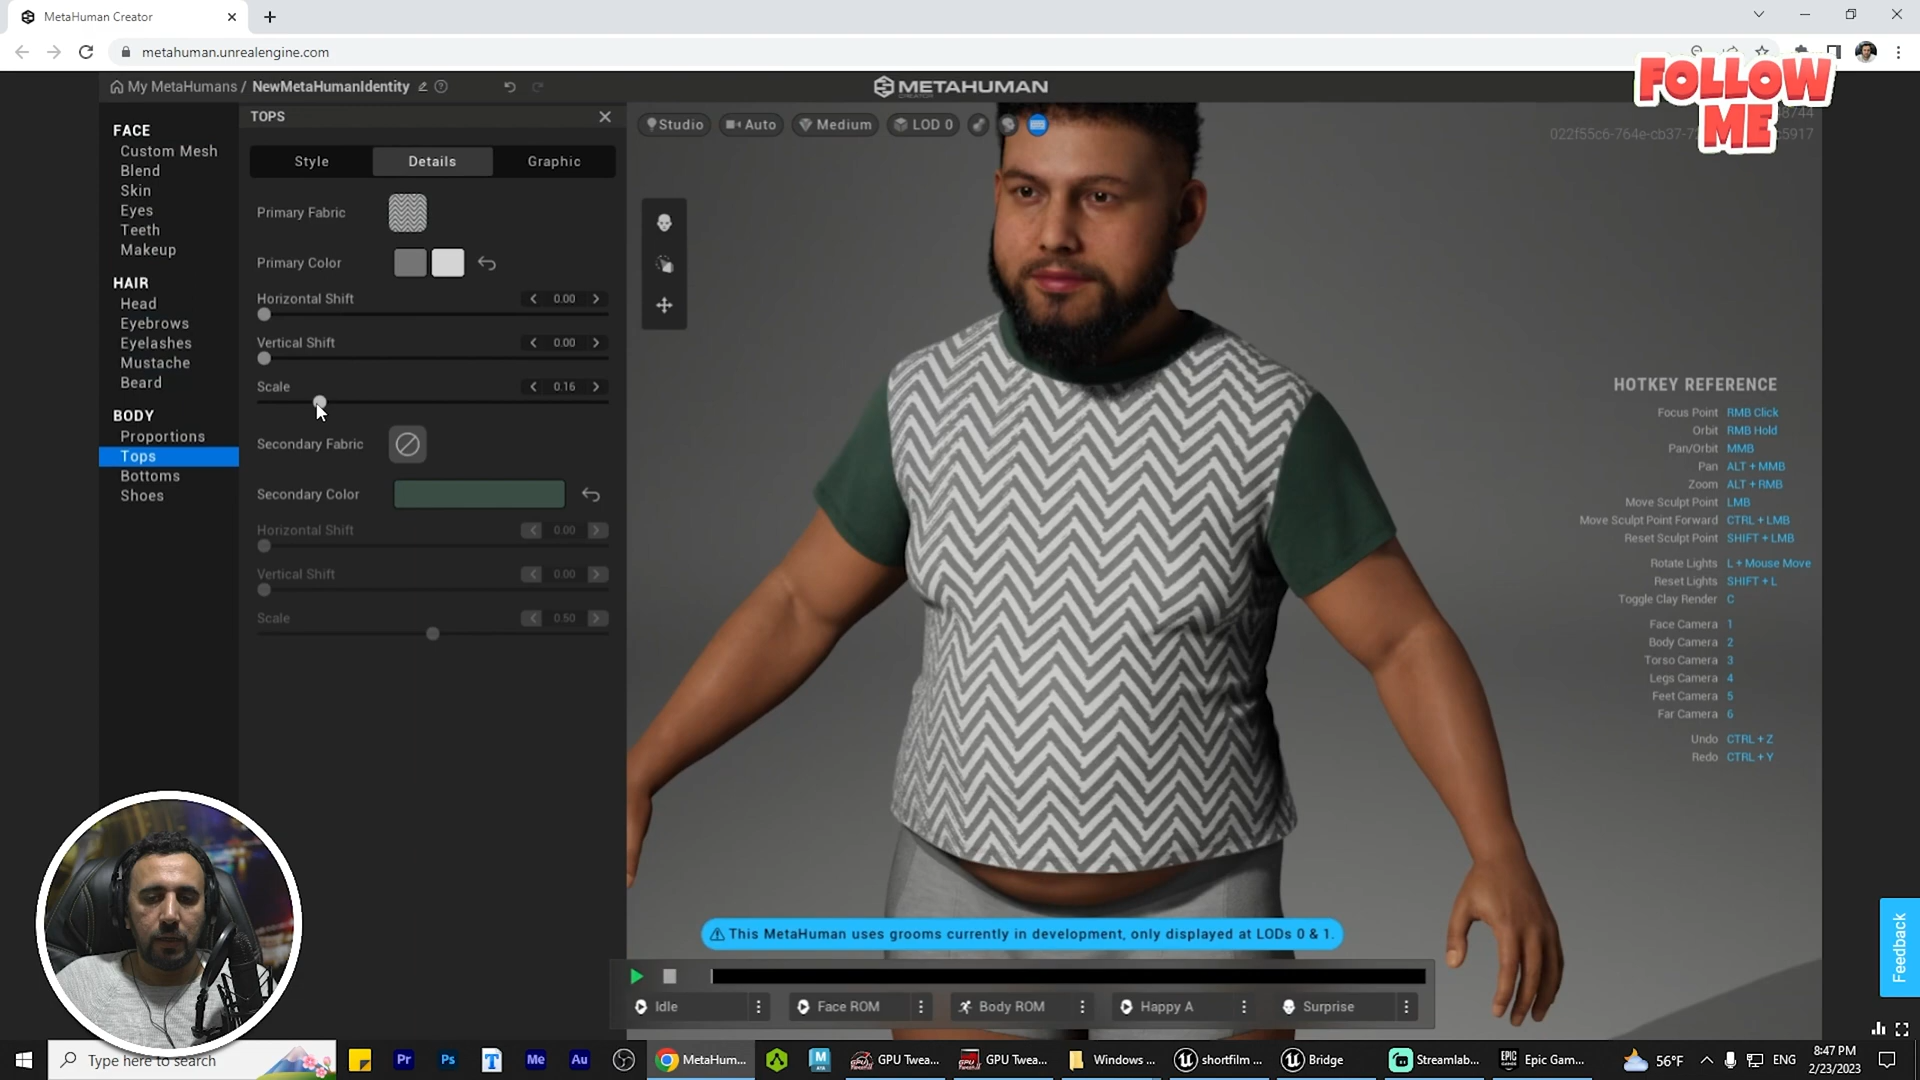 MetaHuman Creator
metahuman.unrealengine.com
FOLLOW
ME
My MetaHumans / NewMetaHumanIdentity
METAHUMAN
FACE
Custom Mesh
Blend
Skin
Eyes
Teeth
Makeup
HAIR
Head
Eyebrows
Eyelashes
Mustache
Beard
BODY
Proportions
Tops
Bottoms
Shoes
TOPS
Style Details Graphic
Primary Fabric
Primary Color
Horizontal Shift 0.00
Vertical Shift 0.00
Scale 0.16
Secondary Fabric
Secondary Color
Horizontal Shift 0.00
Vertical Shift 0.00
Scale 0.50
Studio Auto Medium LOD 0
HOTKEY REFERENCE
Focus Point RMB Click
Orbit RMB Hold
Pan/Orbit MMB
Pan ALT + MMB
Zoom ALT + RMB
Move Sculpt Point LMB
Move Sculpt Point Forward CTRL + LMB
Reset Sculpt Point SHIFT + LMB
Rotate Lights L + Mouse Move
Reset Lights SHIFT + L
Toggle Clay Render C
Face Camera 1
Body Camera 2
Torso Camera 3
Legs Camera 4
Feet Camera 5
Far Camera 6
Undo CTRL + Z
Redo CTRL + Y
This MetaHuman uses grooms currently in development, only displayed at LODs 0 & 1.
Idle Face ROM Body ROM Happy A Surprise
Feedback
Type here to search
Pr Ps T Me Au MetaHum... GPU Twea... GPU Twea... Windows ... shortfilm ... Bridge Streamlab... Epic Gam... 56°F ENG
8:47 PM
2/23/2023